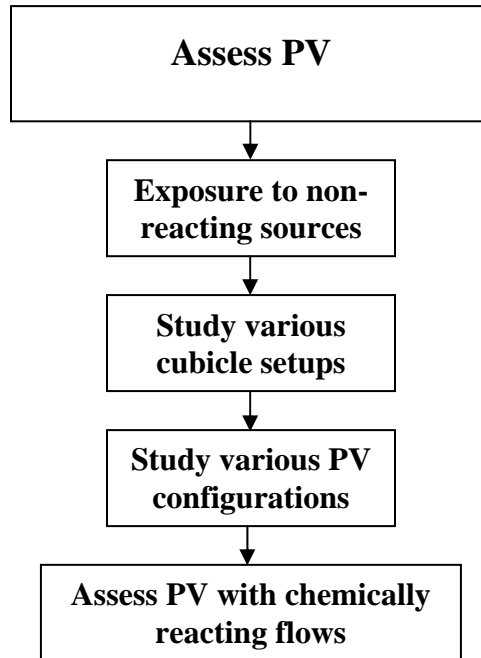 Assess PV
Exposure to non-
reacting sources
Study various
cubicle setups
Study various PV
configurations
Assess PV with chemically
reacting flows